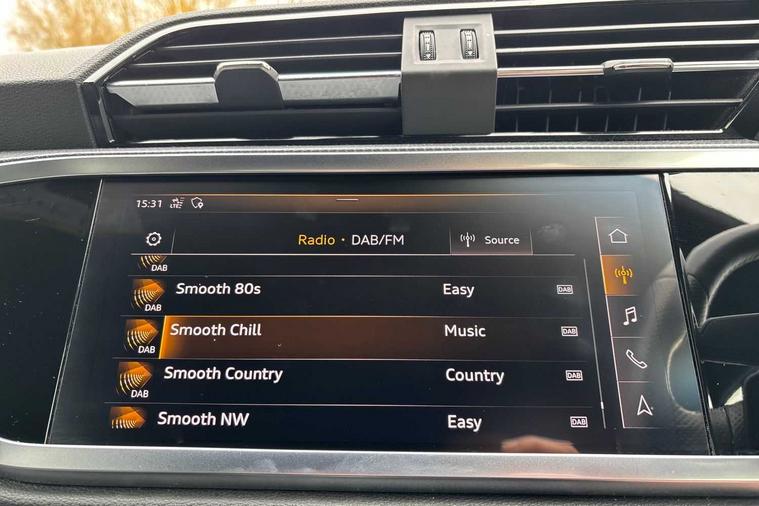 15:31 LTE
Radio • DAB/FM
Source
DAB
Smooth 80s Easy DAB
DAB
Smooth Chill Music DAB
DAB
Smooth Country Country DAB
DAB
Smooth NW Easy DAB